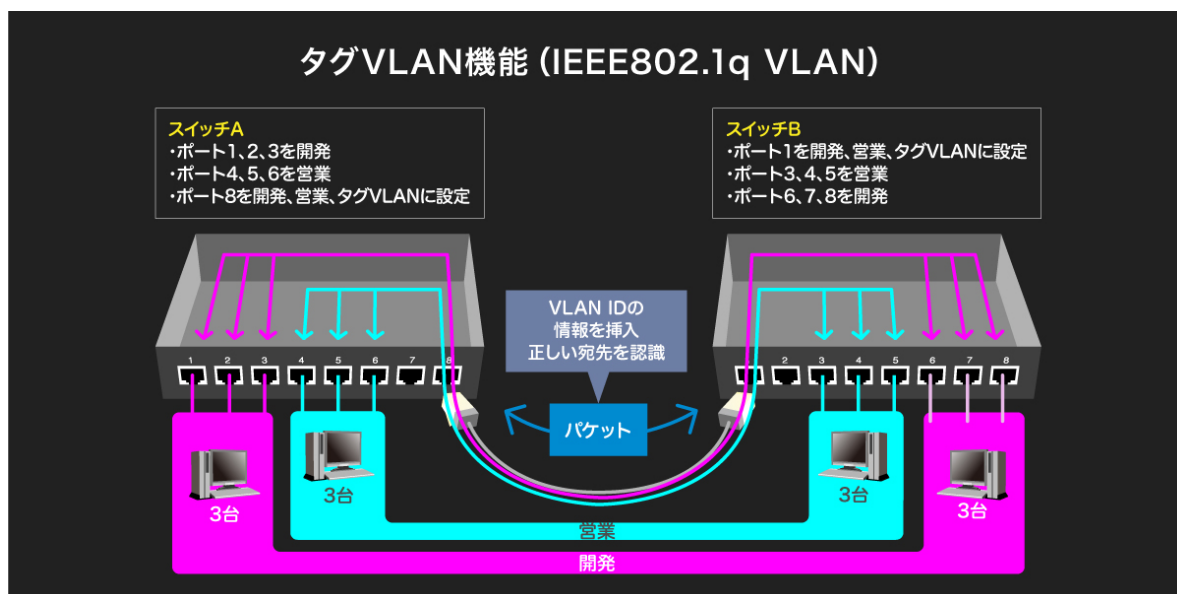 タグVLAN機能（IEEE802.1q VLAN）
スイッチA
・ポート1、2、3を開発
・ポート4、5、6を営業
・ポート8を開発、営業、タグVLANに設定
スイッチB
・ポート1を開発、営業、タグVLANに設定
・ポート3、4、5を営業
・ポート6、7、8を開発
VLAN IDの
情報を挿入
正しい宛先を認識
1 2 3 4 5 6 7 8
2 3 4 5 6 7 8
パケット
3台
3台
3台
3台
営業
開発